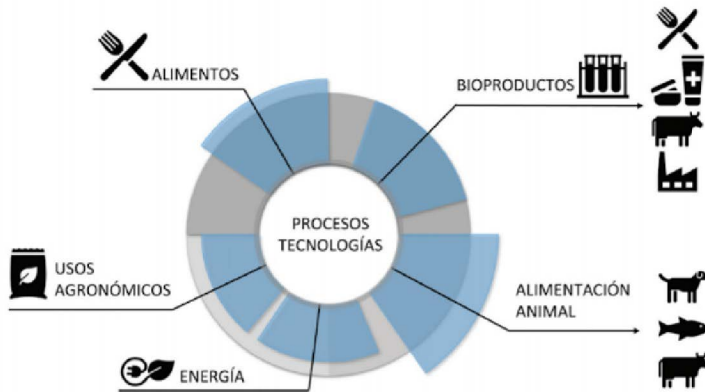 ALIMENTOS
BIOPRODUCTOS
PROCESOS
TECNOLOGÍAS
USOS
AGRONÓMICOS
ALIMENTACIÓN
ANIMAL
ENERGÍA